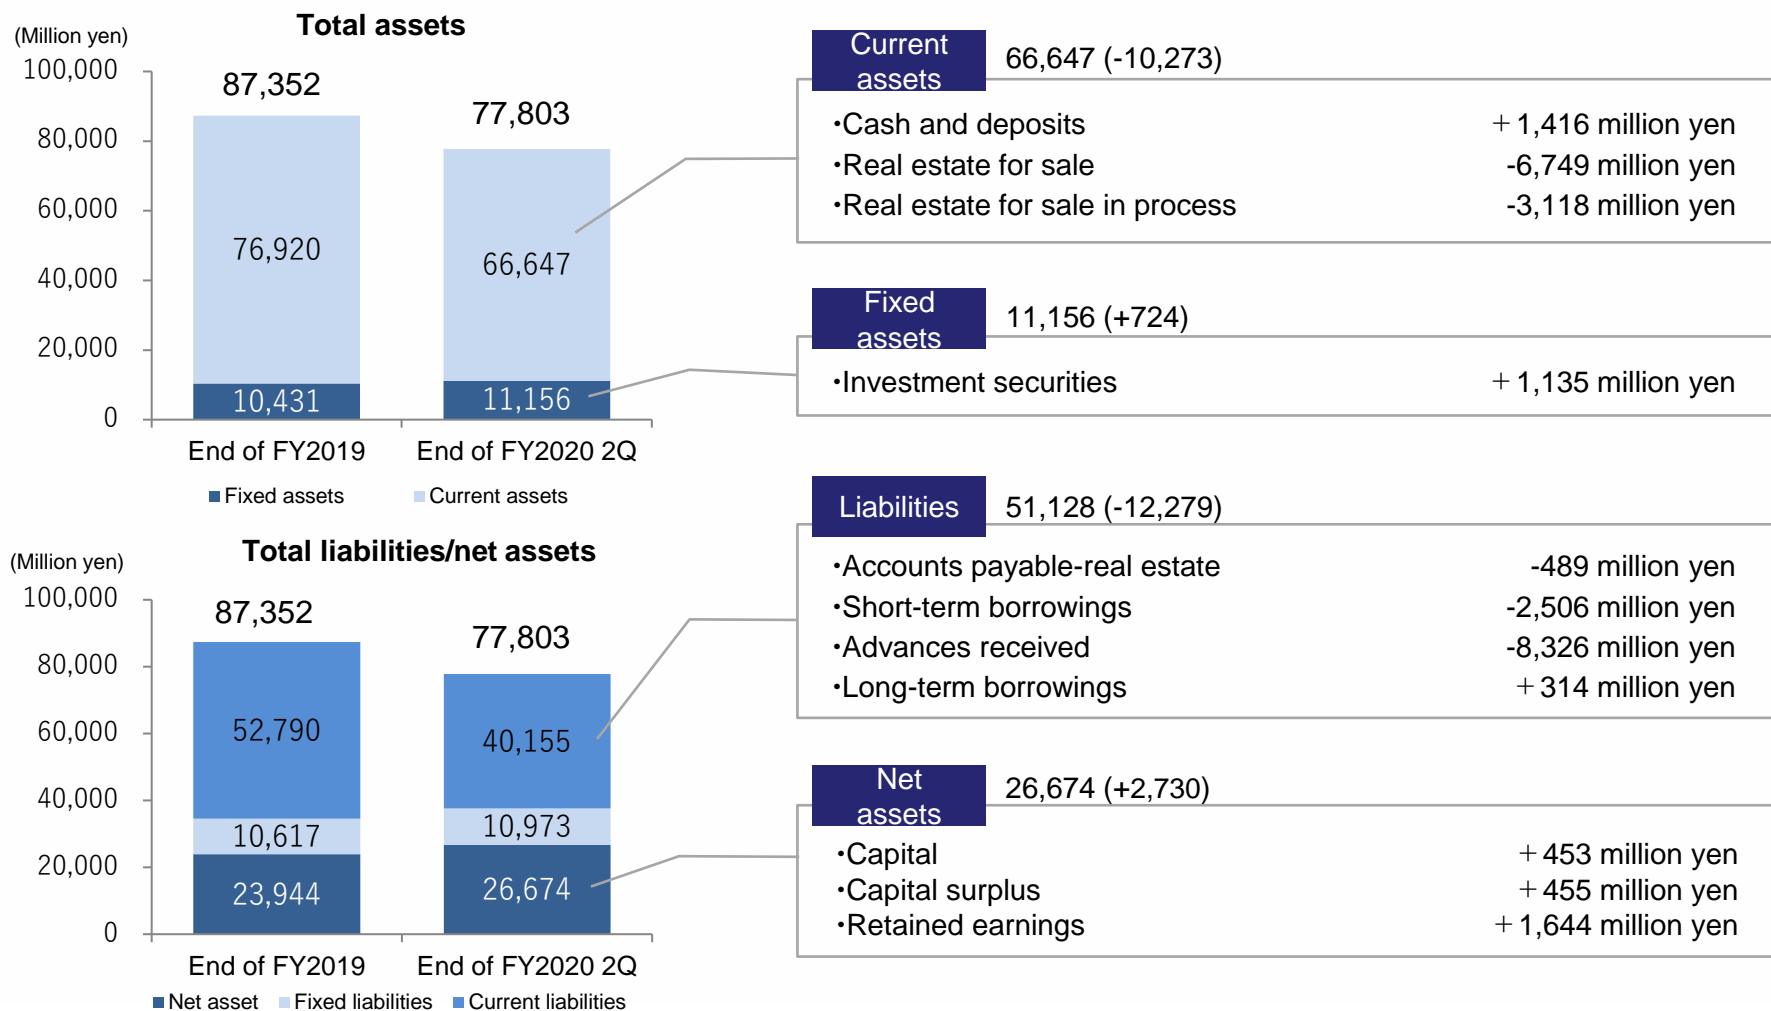 Total assets
(Million yen)
100,000
80,000
60,000
40,000
20,000
0
87,352
77,803
76,920
66,647
10,431
11,156
End of FY2019
End of FY2020 2Q
Fixed assets
Current assets
Total liabilities/net assets
(Million yen)
100,000
80,000
60,000
40,000
20,000
0
87,352
77,803
52,790
40,155
10,617
10,973
23,944
26,674
End of FY2019
End of FY2020 2Q
Net asset
Fixed liabilities
Current liabilities
Current
assets
66,647 (-10,273)
・Cash and deposits ＋1,416 million yen
・Real estate for sale -6,749 million yen
・Real estate for sale in process -3,118 million yen
Fixed
assets
11,156 (+724)
・Investment securities ＋1,135 million yen
Liabilities
51,128 (-12,279)
・Accounts payable-real estate -489 million yen
・Short-term borrowings -2,506 million yen
・Advances received -8,326 million yen
・Long-term borrowings ＋314 million yen
Net
assets
26,674 (+2,730)
・Capital ＋453 million yen
・Capital surplus ＋455 million yen
・Retained earnings ＋1,644 million yen